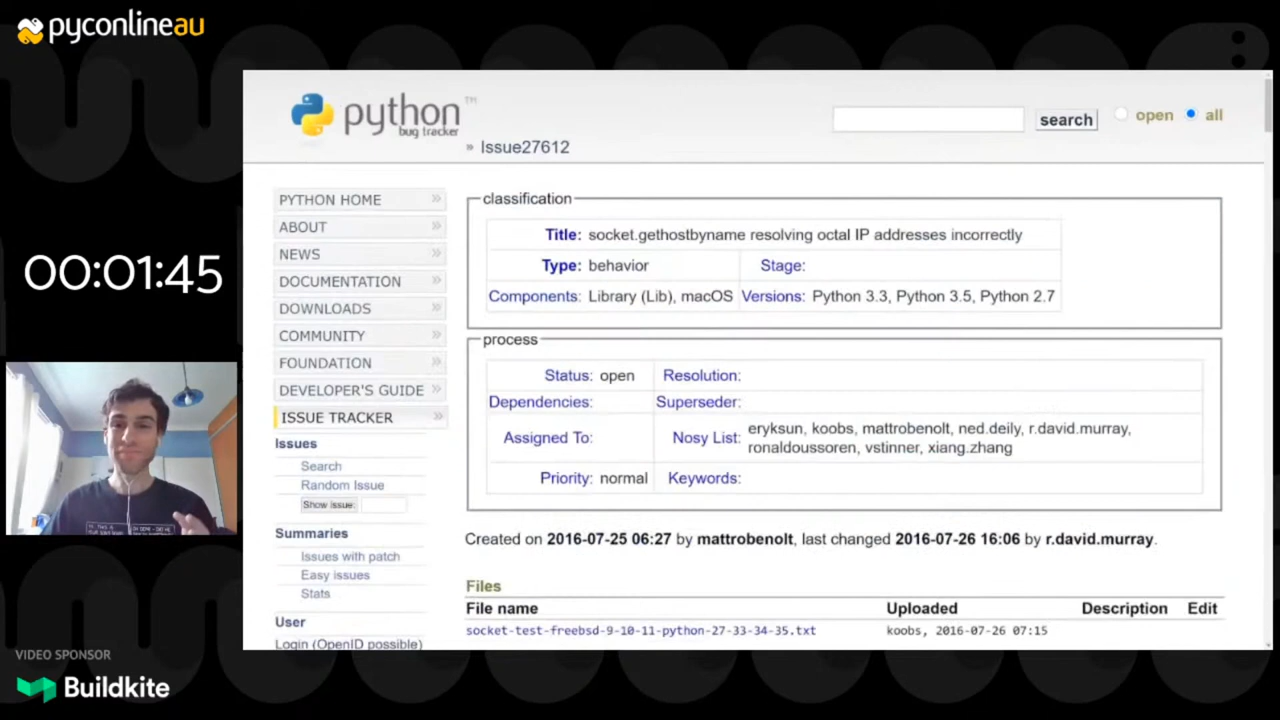 pyconlineau
python™
bug tracker
» Issue27612
search
open
all
00:01:45
PYTHON HOME »
ABOUT »
NEWS »
DOCUMENTATION »
DOWNLOADS »
COMMUNITY »
FOUNDATION »
DEVELOPER'S GUIDE »
ISSUE TRACKER »
Issues
Search
Random Issue
Show issue:
Summaries
Issues with patch
Easy issues
Stats
User
Login (OpenID possible)
classification
Title: socket.gethostbyname resolving octal IP addresses incorrectly
Type: behavior Stage:
Components: Library (Lib), macOS Versions: Python 3.3, Python 3.5, Python 2.7
process
Status: open Resolution:
Dependencies: Superseder:
Assigned To: Nosy List: eryksun, koobs, mattrobenolt, ned.deily, r.david.murray,
ronaldoussoren, vstinner, xiang.zhang
Priority: normal Keywords:
Created on 2016-07-25 06:27 by mattrobenolt, last changed 2016-07-26 16:06 by r.david.murray.
Files
File name Uploaded Description Edit
socket-test-freebsd-9-10-11-python-27-33-34-35.txt koobs, 2016-07-26 07:15
VIDEO SPONSOR
Buildkite